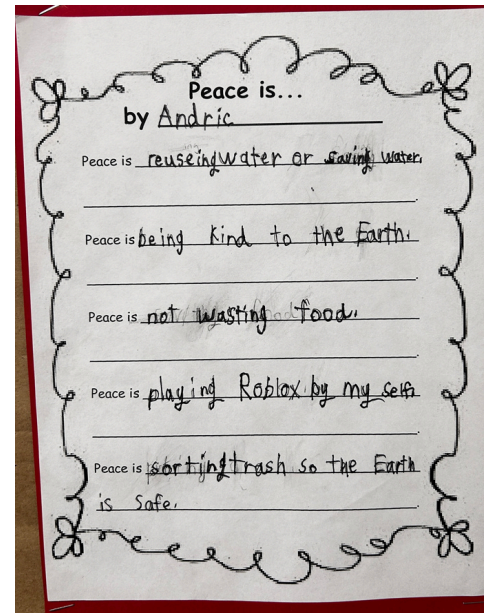 Peace is...
by Andric
Peace is reuseing water or saving water.
Peace is being kind to the Earth.
Peace is not wasting food.
Peace is playing Roblox by my self.
Peace is sorting trash so the Earth
is safe.